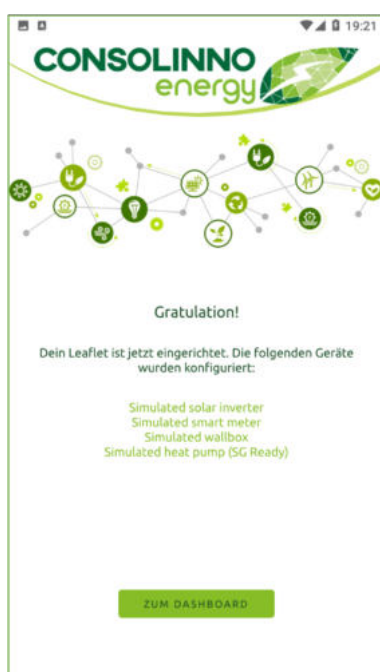 19:21
CONSOLINNO
energy
Gratulation!
Dein Leaflet ist jetzt eingerichtet. Die folgenden Geräte
wurden konfiguriert:
Simulated solar inverter
Simulated smart meter
Simulated wallbox
Simulated heat pump (SG Ready)
ZUM DASHBOARD